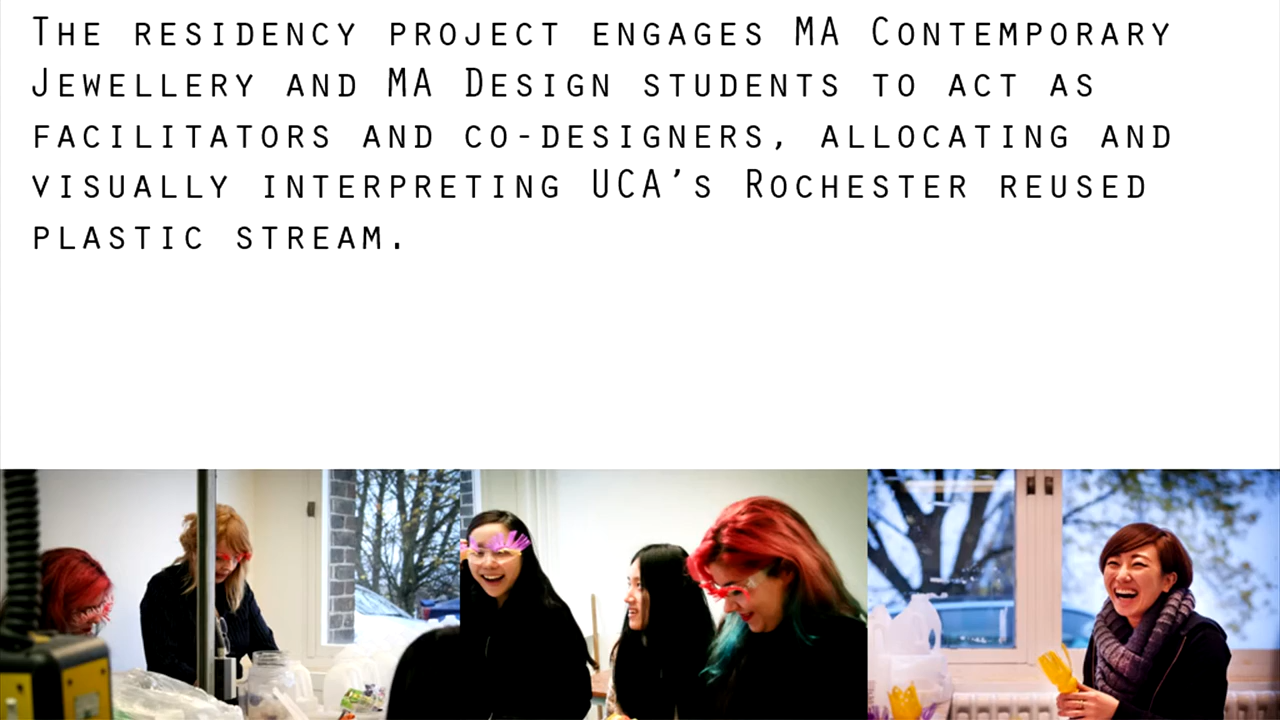 The residency project engages MA Contemporary
Jewellery and MA Design students to act as
facilitators and co-designers, allocating and
visually interpreting UCA’s Rochester reused
plastic stream.